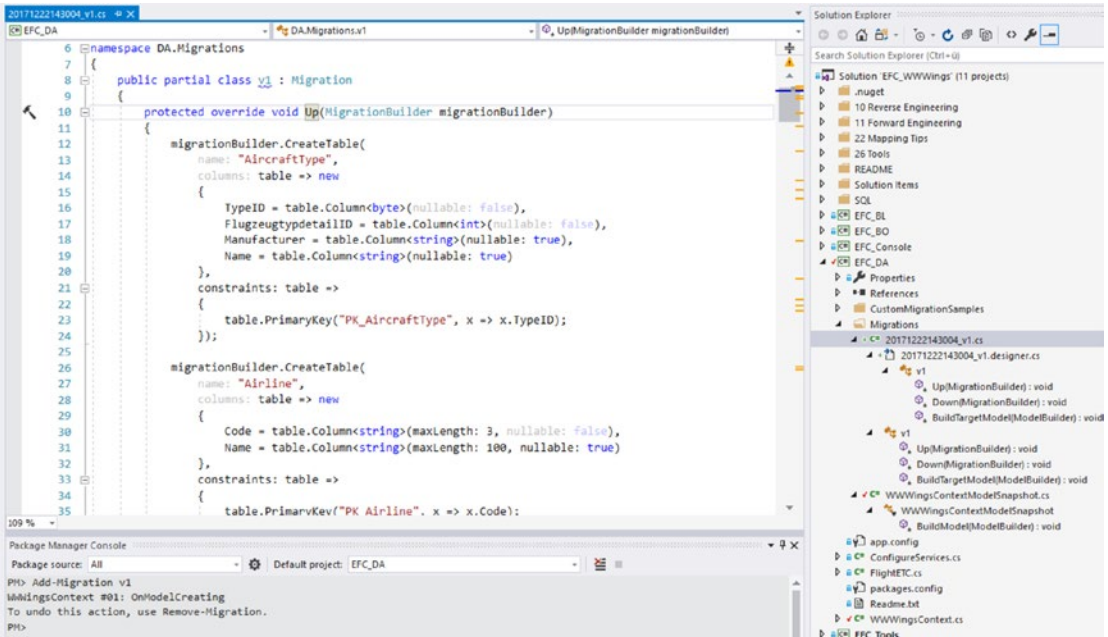 20171222143004_v1.cs
EFC_DA
DA.Migrations.v1
Up(MigrationBuilder migrationBuilder)
6 namespace DA.Migrations
7 {
8 public partial class v1 : Migration
9 {
10 protected override void Up(MigrationBuilder migrationBuilder)
11 {
12 migrationBuilder.CreateTable(
13 name: "AircraftType",
14 columns: table => new
15 {
16 TypeID = table.Column<byte>(nullable: false),
17 FlugzeugtypdetailID = table.Column<int>(nullable: false),
18 Manufacturer = table.Column<string>(nullable: true),
19 Name = table.Column<string>(nullable: true)
20 },
21 constraints: table =>
22 {
23 table.PrimaryKey("PK_AircraftType", x => x.TypeID);
24 });
25
26 migrationBuilder.CreateTable(
27 name: "Airline",
28 columns: table => new
29 {
30 Code = table.Column<string>(maxLength: 3, nullable: false),
31 Name = table.Column<string>(maxLength: 100, nullable: true)
32 },
33 constraints: table =>
34 {
35 table.PrimaryKey("PK_Airline", x => x.Code);
109 %
Package Manager Console
Package source: All
Default project: EFC_DA
PM> Add-Migration v1
WWWingsContext #01: OnModelCreating
To undo this action, use Remove-Migration.
PM>
Solution Explorer
Search Solution Explorer (Ctrl+ü)
Solution 'EFC_WWWings' (11 projects)
.nuget
10 Reverse Engineering
11 Forward Engineering
22 Mapping Tips
26 Tools
README
Solution Items
SQL
EFC_BL
EFC_BO
EFC_Console
EFC_DA
Properties
References
CustomMigrationSamples
Migrations
20171222143004_v1.cs
20171222143004_v1.designer.cs
v1
Up(MigrationBuilder) : void
Down(MigrationBuilder) : void
BuildTargetModel(ModelBuilder) : void
v1
Up(MigrationBuilder) : void
Down(MigrationBuilder) : void
BuildTargetModel(ModelBuilder) : void
WWWingsContextModelSnapshot.cs
WWWingsContextModelSnapshot
BuildModel(ModelBuilder) : void
app.config
ConfigureServices.cs
FlightETC.cs
packages.config
Readme.txt
WWWingsContext.cs
EFC_Tools